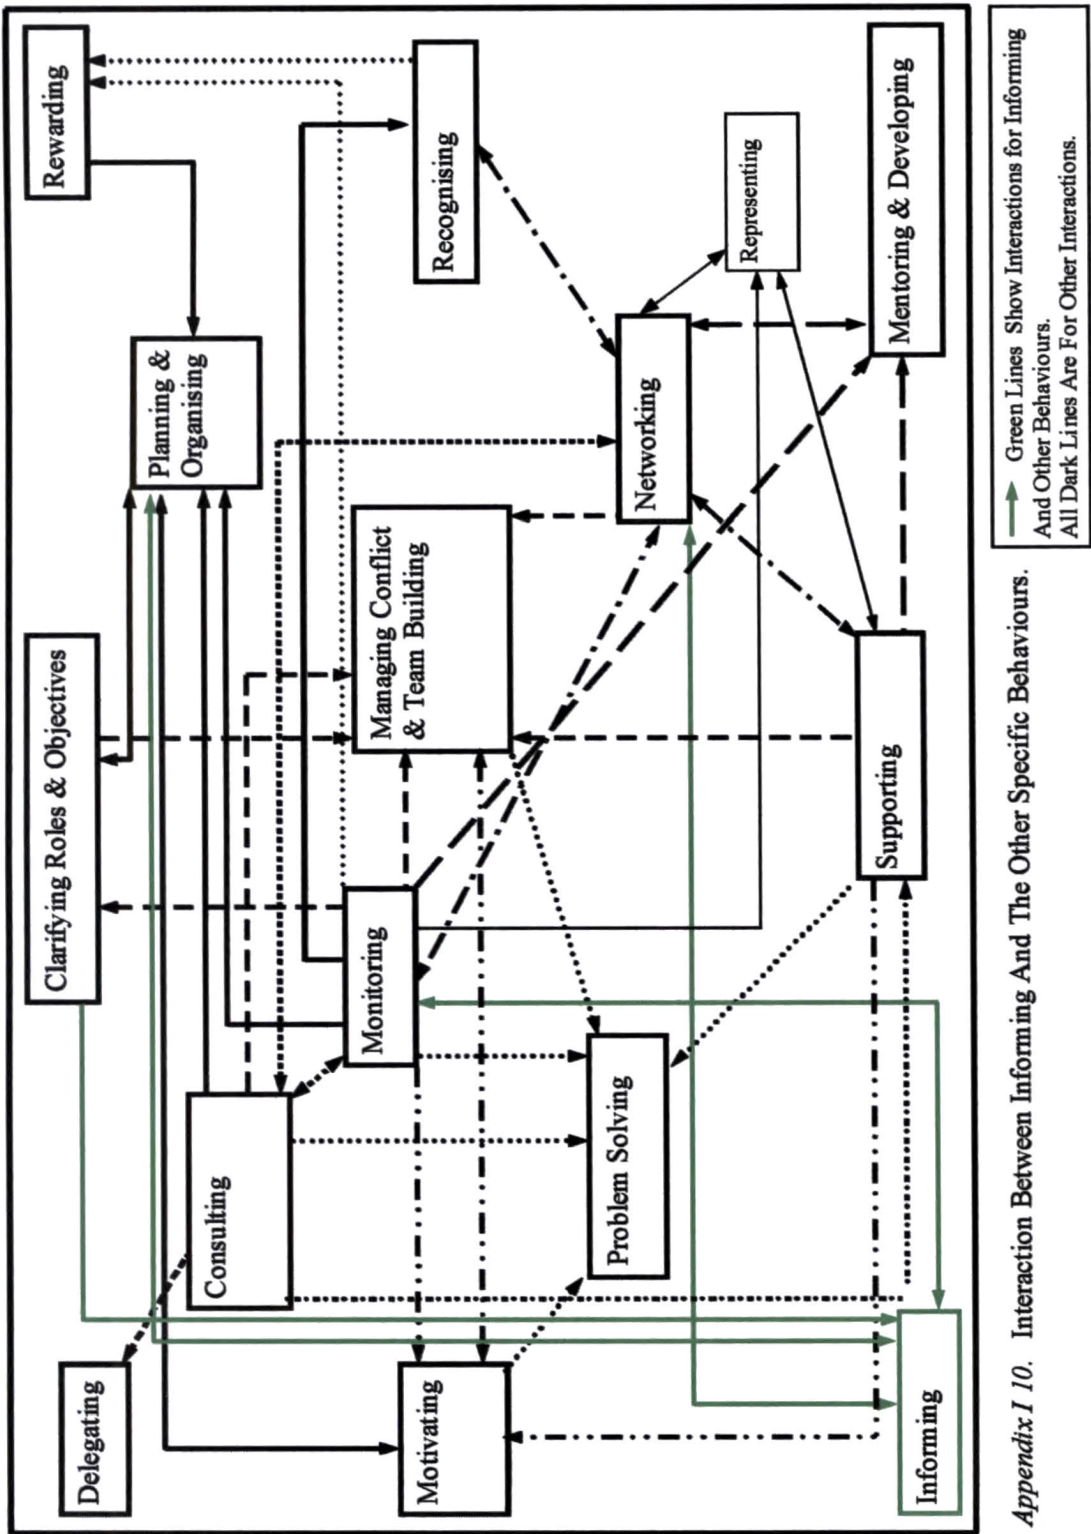 Delegating
Clarifying Roles & Objectives
Rewarding
Consulting
Planning &
Organising
Monitoring
Managing Conflict
& Team Building
Motivating
Recognising
Problem Solving
Networking
Representing
Supporting
Mentoring & Developing
Informing
Green Lines Show Interactions for Informing
And Other Behaviours.
All Dark Lines Are For Other Interactions.
Appendix I 10. Interaction Between Informing And The Other Specific Behaviours.